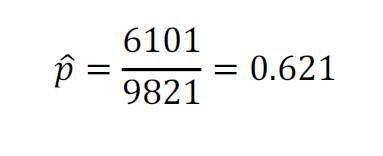 p̂ = 6101/9821 = 0.621